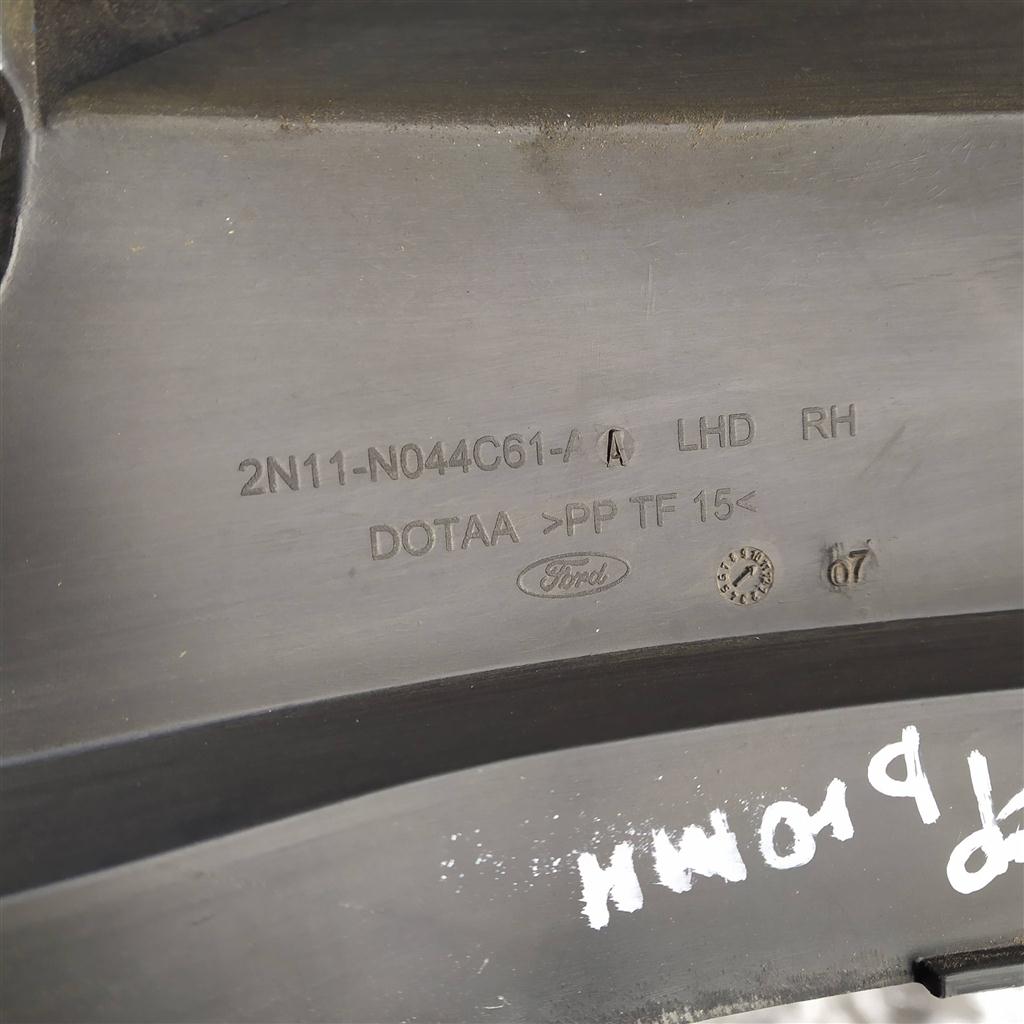 2N11-N044C61-A A LHD RH
DOTAA >PP TF 15<
Ford
07